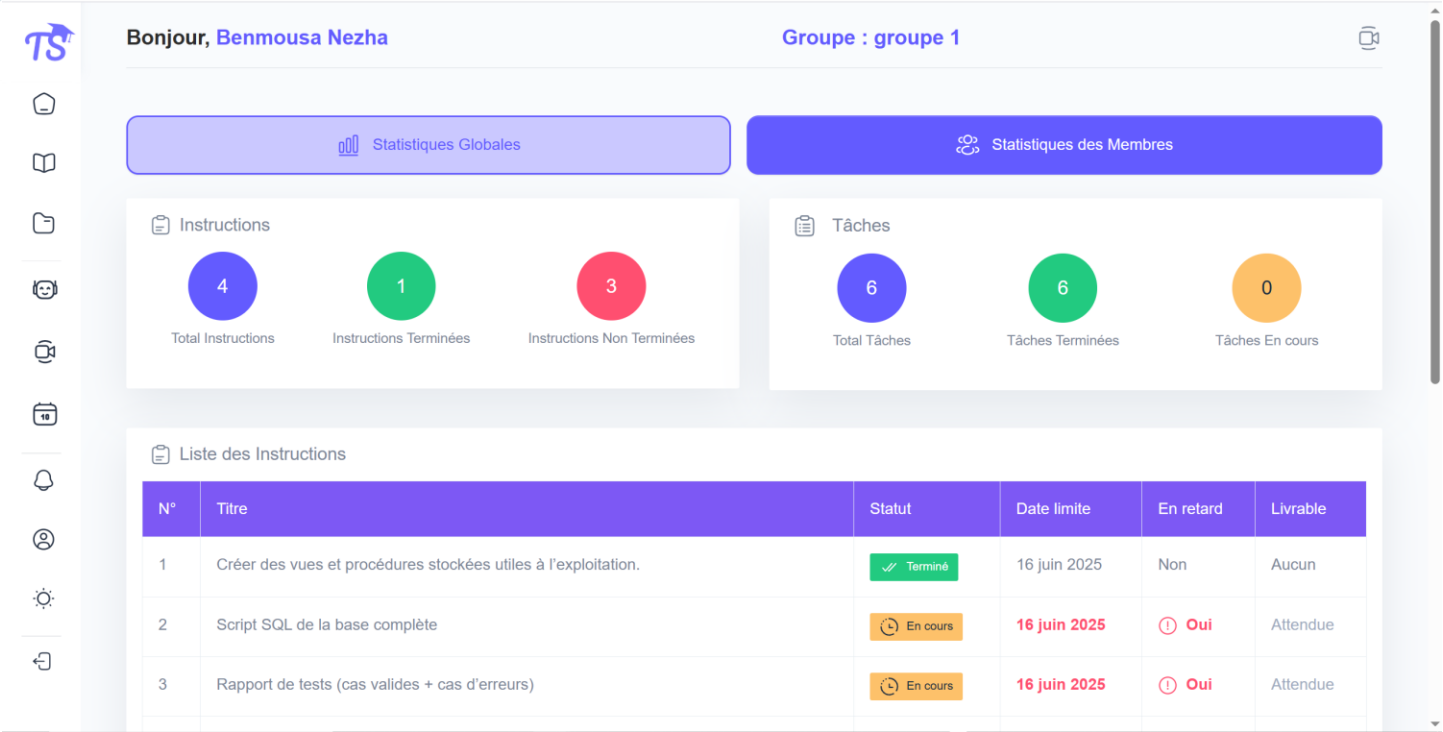 TS
Bonjour, Benmousa Nezha
Groupe : groupe 1
Statistiques Globales
Statistiques des Membres
Instructions
4
1
3
Total Instructions
Instructions Terminées
Instructions Non Terminées
Tâches
6
6
0
Total Tâches
Tâches Terminées
Tâches En cours
10
Liste des Instructions
N° Titre Statut Date limite En retard Livrable
1 Créer des vues et procédures stockées utiles à l’exploitation. Terminé 16 juin 2025 Non Aucun
2 Script SQL de la base complète En cours 16 juin 2025 Oui Attendue
3 Rapport de tests (cas valides + cas d’erreurs) En cours 16 juin 2025 Oui Attendue